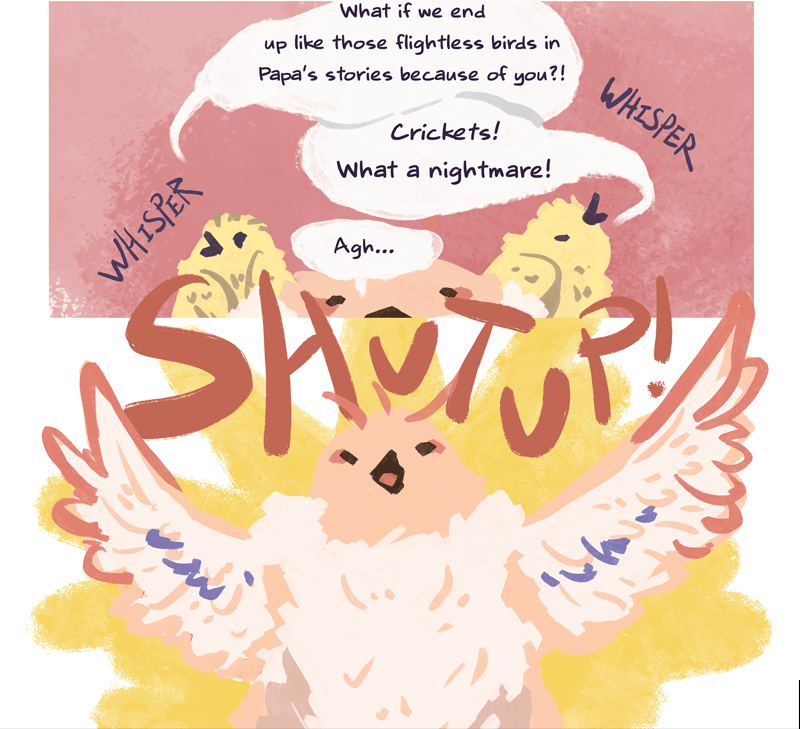 What if we end
up like those flightless birds in
Papa's stories because of you?!
WHISPER
Crickets!
What a nightmare!
WHISPER
Agh...
SHUT UP!